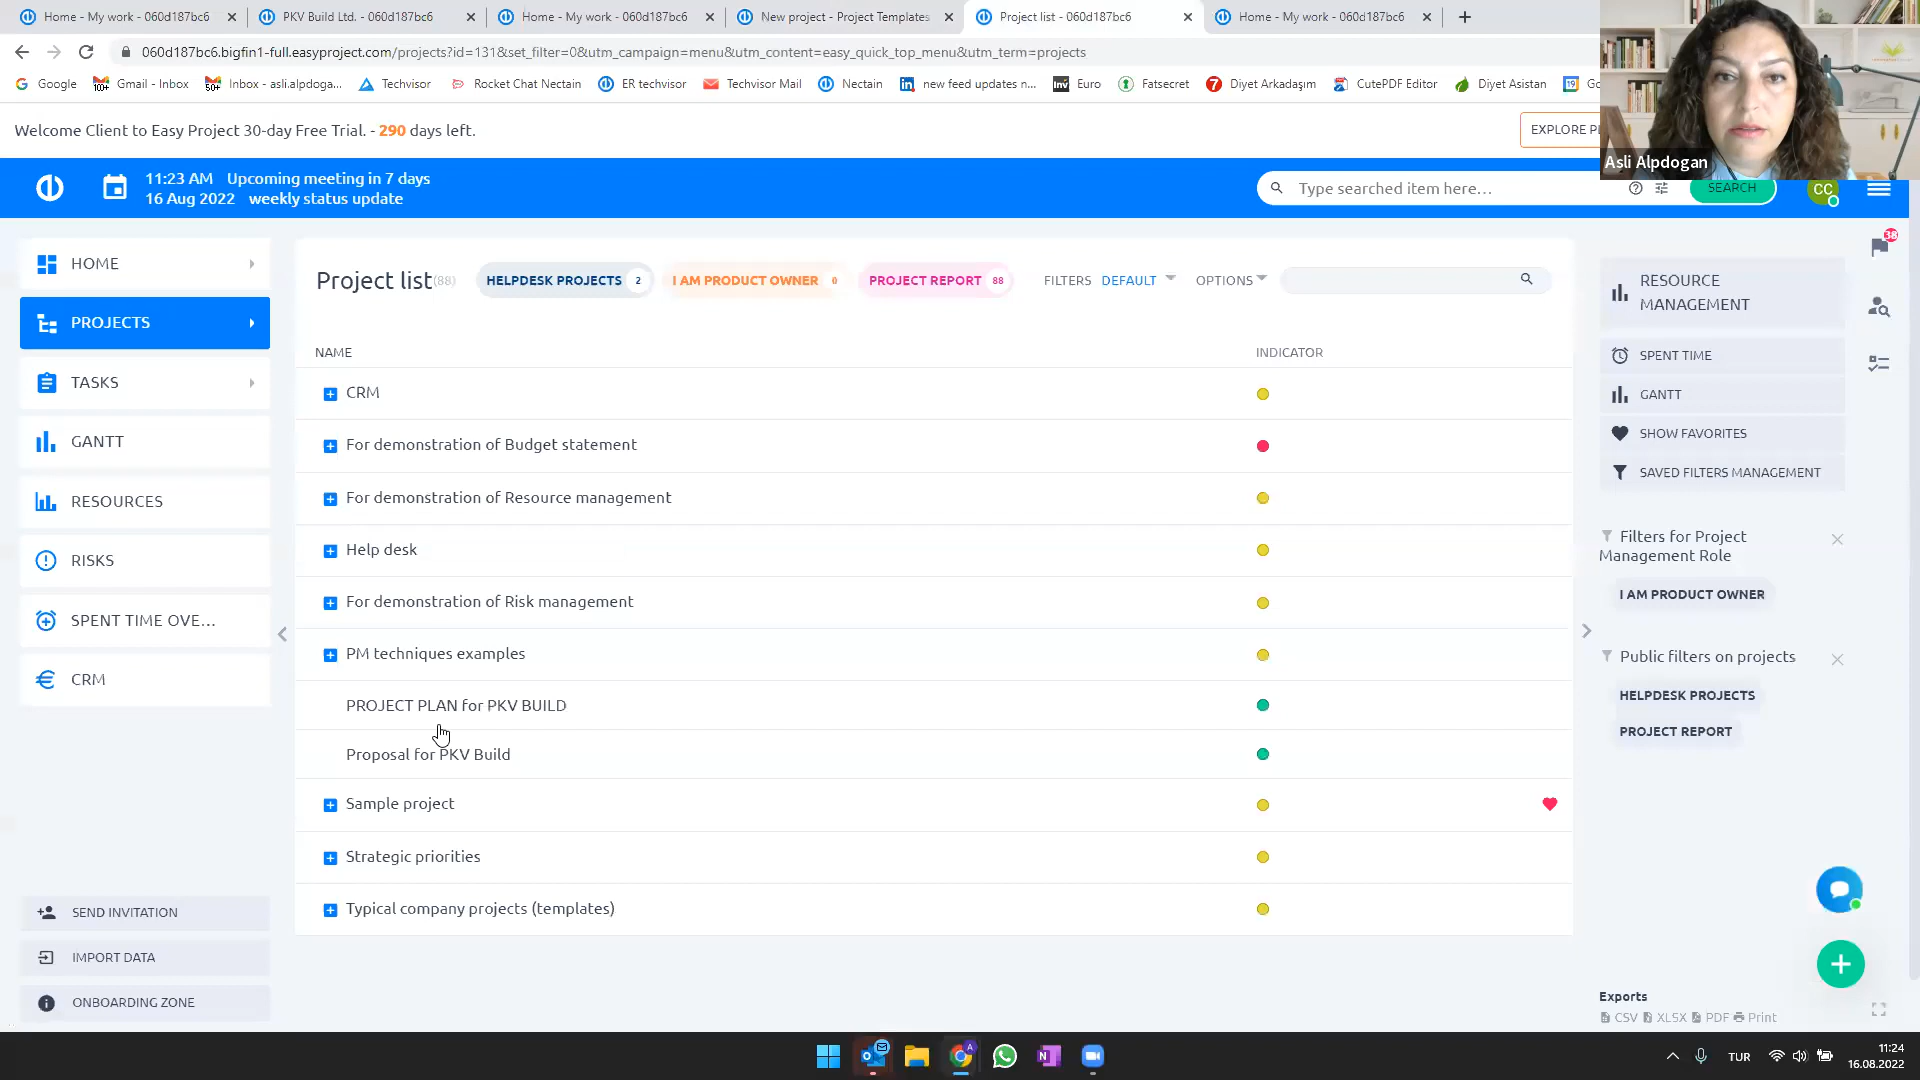 Home - My work - 060d187bc6
PKV Build Ltd. - 060d187bc6
Home - My work - 060d187bc6
New project - Project Templates
Project list - 060d187bc6
Home - My work - 060d187bc6
060d187bc6.bigfin1-full.easyproject.com/projects?id=131&set_filter=0&utm_campaign=menu&utm_content=easy_quick_top_menu&utm_term=projects
Google
Gmail - Inbox
Inbox - asli.alpdoga...
Techvisor
Rocket Chat Nectain
ER techvisor
Techvisor Mail
Nectain
new feed updates n...
Euro
Fatsecret
Diyet Arkadaşım
CutePDF Editor
Diyet Asistan
Welcome Client to Easy Project 30-day Free Trial. - 290 days left.
EXPLORE
Asli Alpdogan
11:23 AM Upcoming meeting in 7 days
16 Aug 2022 weekly status update
Type searched item here...
SEARCH
CC
HOME
PROJECTS
TASKS
GANTT
RESOURCES
RISKS
SPENT TIME OVE...
CRM
SEND INVITATION
IMPORT DATA
ONBOARDING ZONE
Project list(88)
HELPDESK PROJECTS 2
I AM PRODUCT OWNER 0
PROJECT REPORT 88
FILTERS DEFAULT
OPTIONS
NAME
INDICATOR
CRM
For demonstration of Budget statement
For demonstration of Resource management
Help desk
For demonstration of Risk management
PM techniques examples
PROJECT PLAN for PKV BUILD
Proposal for PKV Build
Sample project
Strategic priorities
Typical company projects (templates)
38
RESOURCE
MANAGEMENT
SPENT TIME
GANTT
SHOW FAVORITES
SAVED FILTERS MANAGEMENT
Filters for Project
Management Role
I AM PRODUCT OWNER
Public filters on projects
HELPDESK PROJECTS
PROJECT REPORT
Exports
CSV XLSX PDF Print
TUR
11:24
16.08.2022